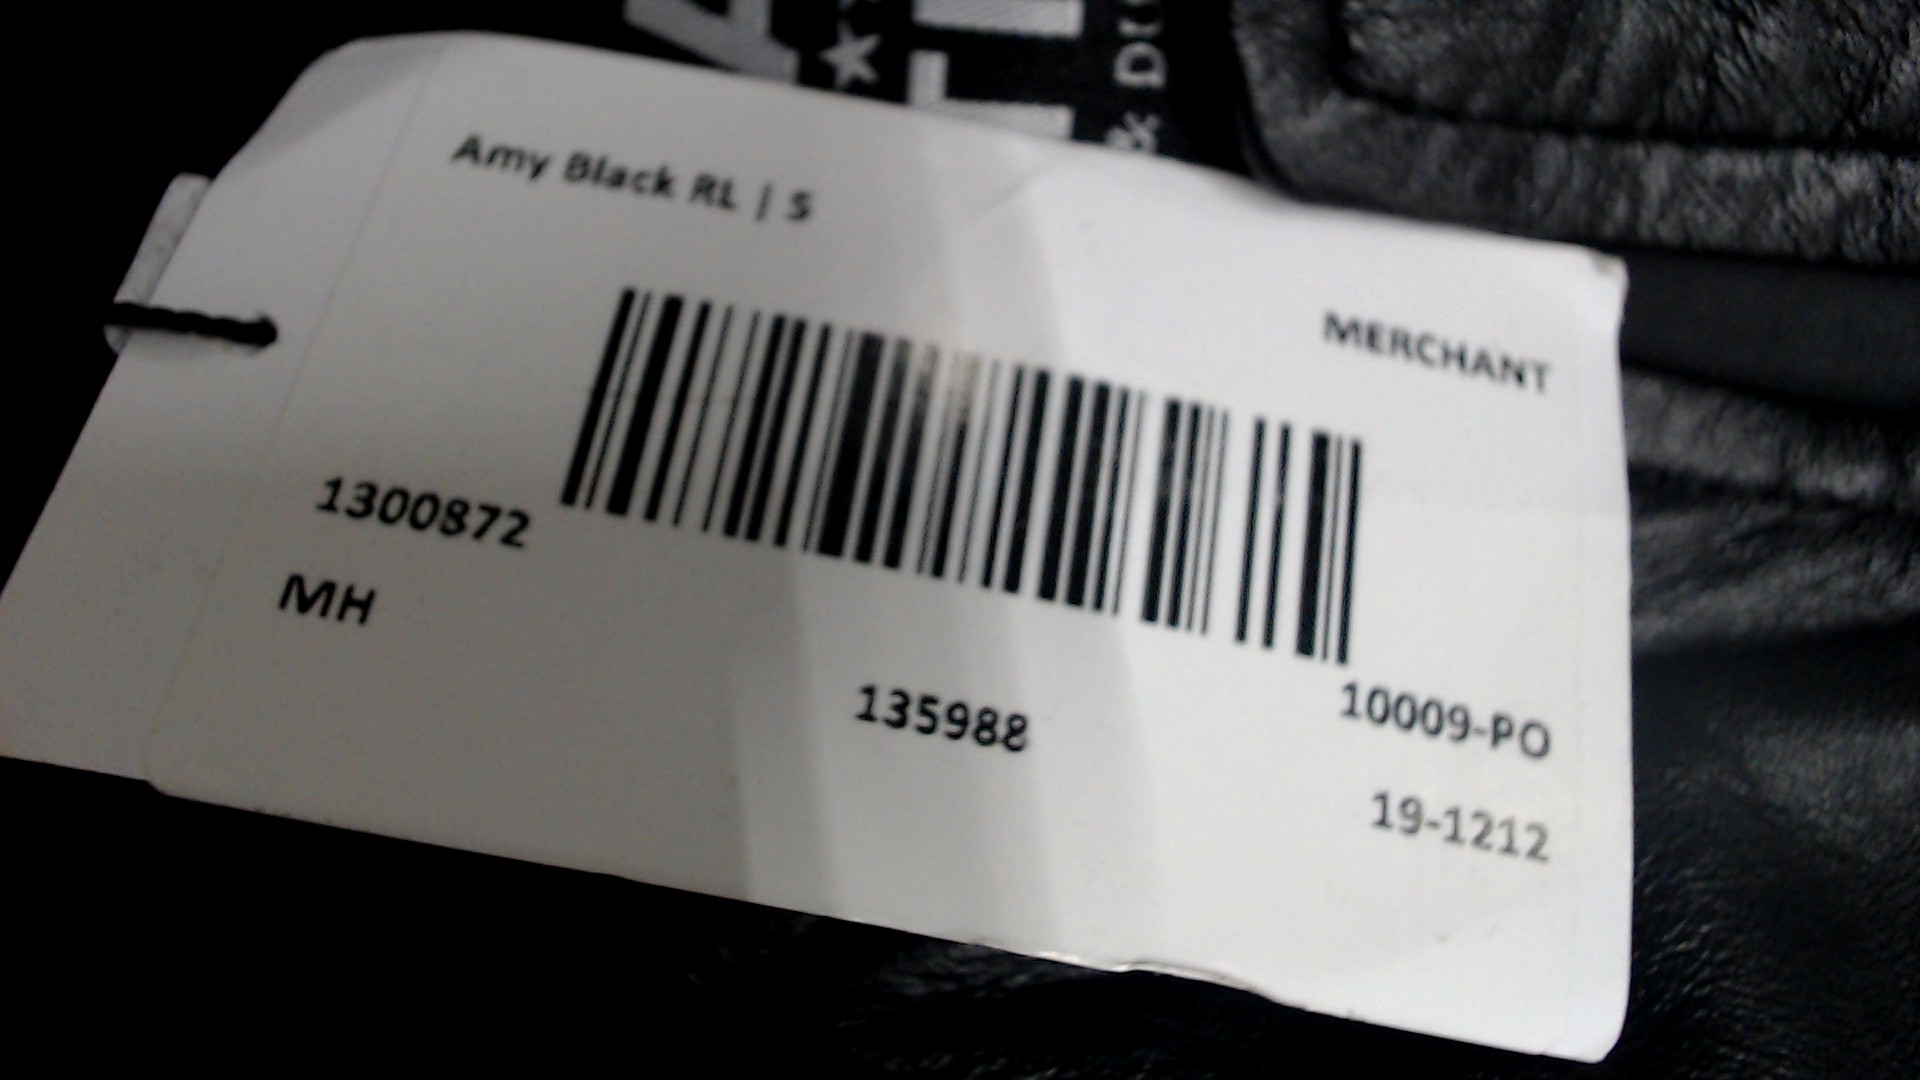 Amy Black RL | S
MERCHANT
1300872
MH
135988
10009-PO
19-1212